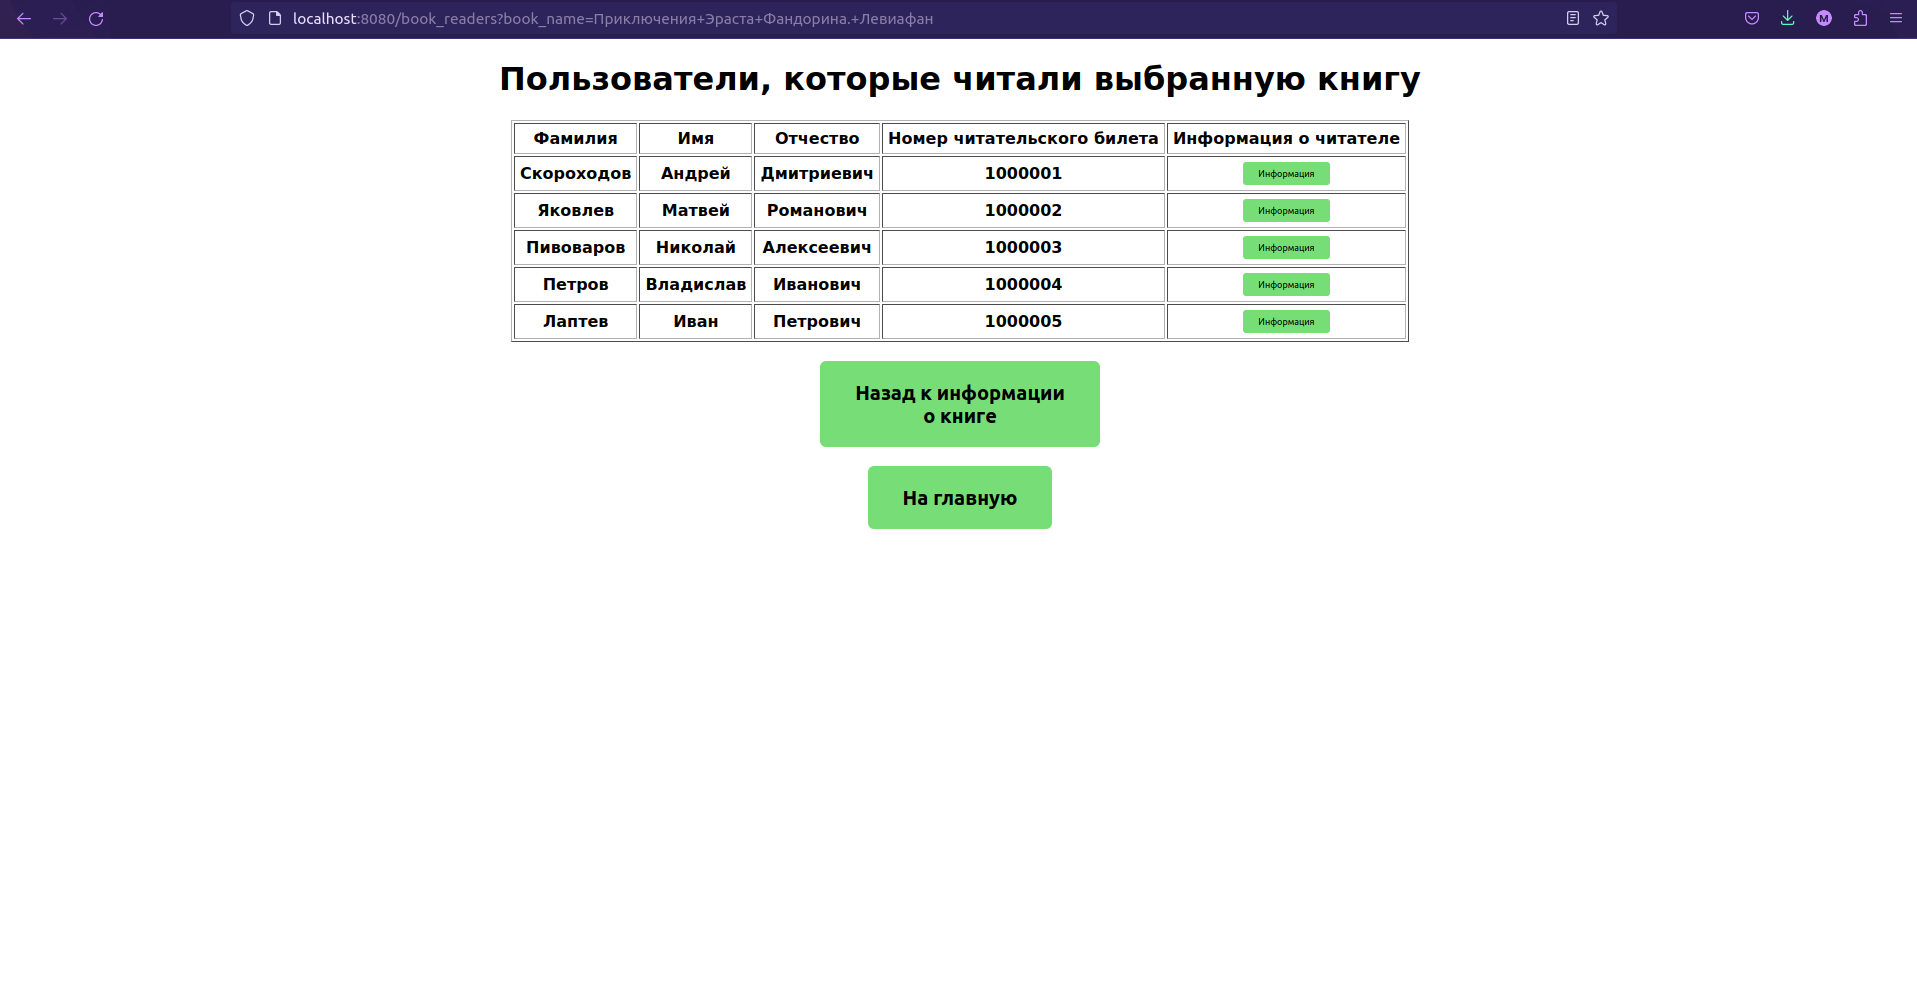 localhost:8080/book_readers?book_name=Приключения+Эраста+Фандорина.+Левиафан
M
Пользователи, которые читали выбранную книгу
Фамилия Имя Отчество Номер читательского билета Информация о читателе
Скороходов Андрей Дмитриевич 1000001 Информация
Яковлев Матвей Романович 1000002 Информация
Пивоваров Николай Алексеевич 1000003 Информация
Петров Владислав Иванович 1000004 Информация
Лаптев Иван Петрович 1000005 Информация
Назад к информации
о книге
На главную